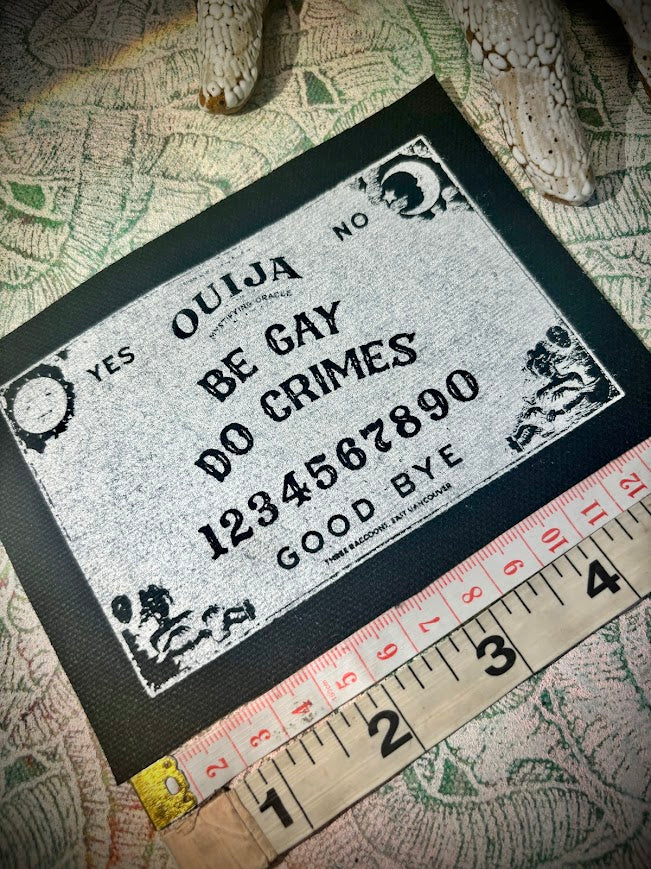 OUIJA
MYSTIFYING ORACLE
YES
NO
BE GAY
DO CRIMES
1234567890
GOOD BYE
THREE RACCOONS, EAST VANCOUVER
2 3 4 5 6 7 8 9 10 11 12
1 2 3 4